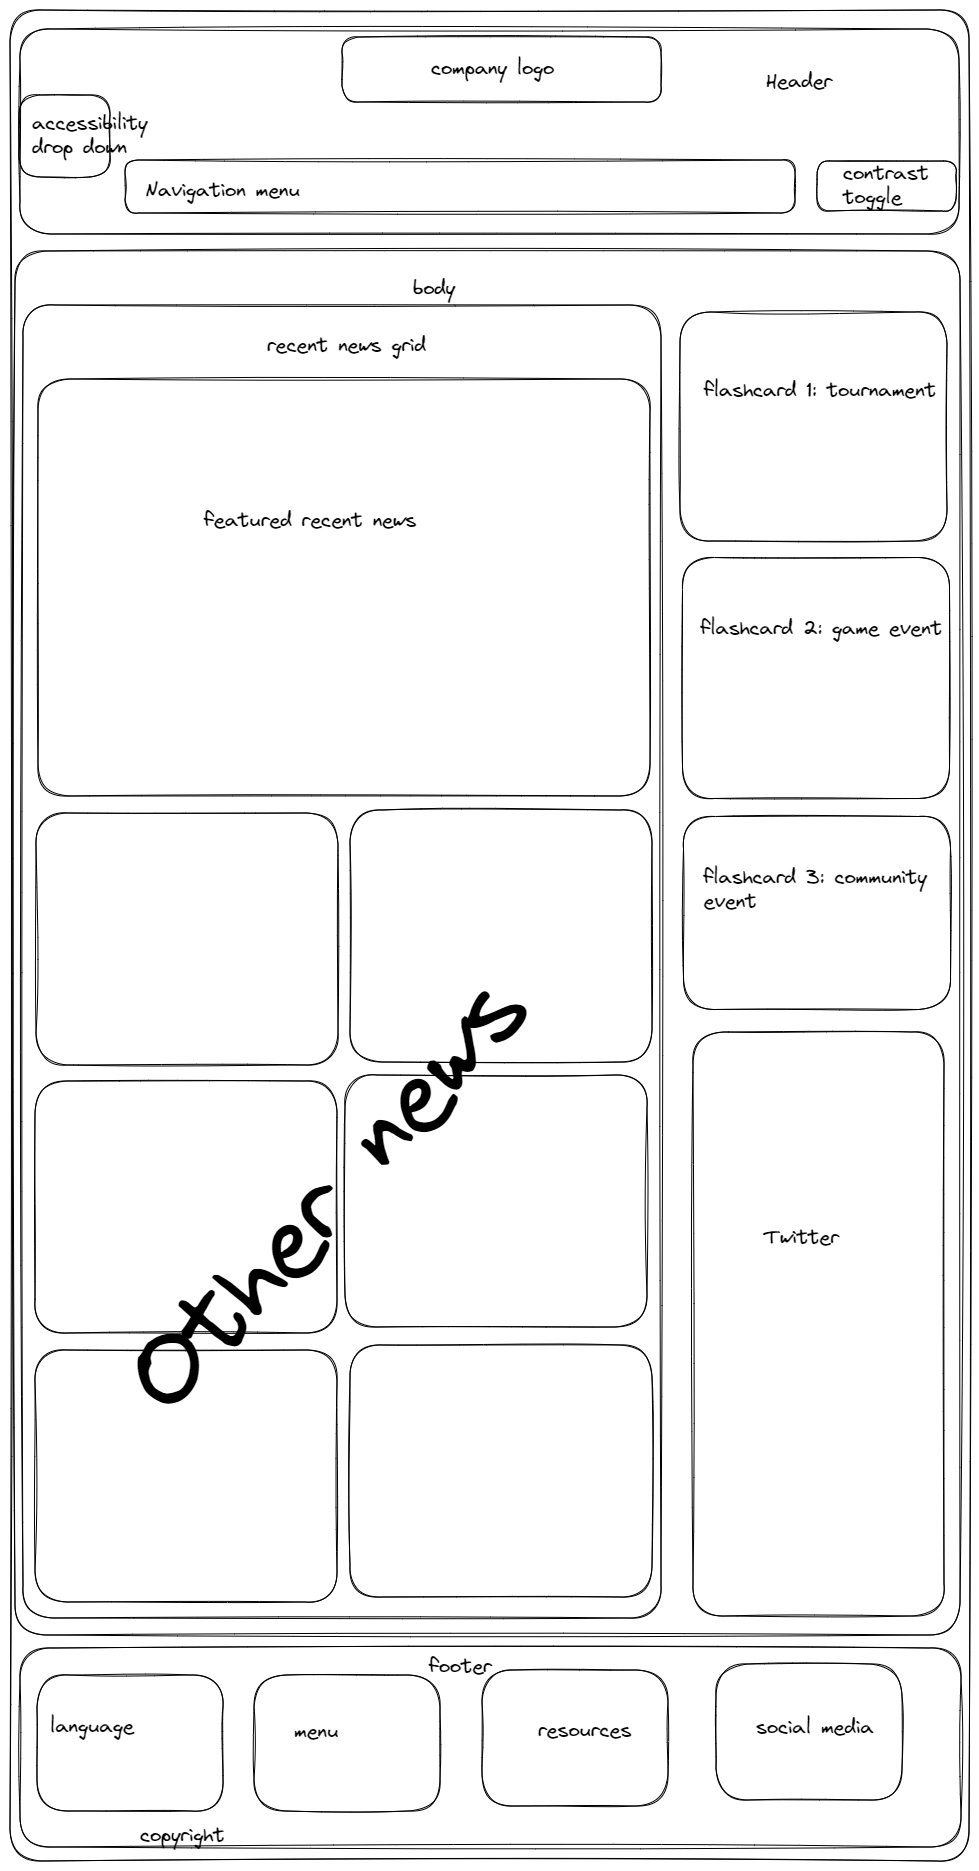 company logo
Header
accessibility
drop down
Navigation menu
contrast
toggle
body
recent news grid
featured recent news
other news
flashcard 1: tournament
flashcard 2: game event
flashcard 3: community
event
Twitter
footer
language
menu
resources
social media
copyright